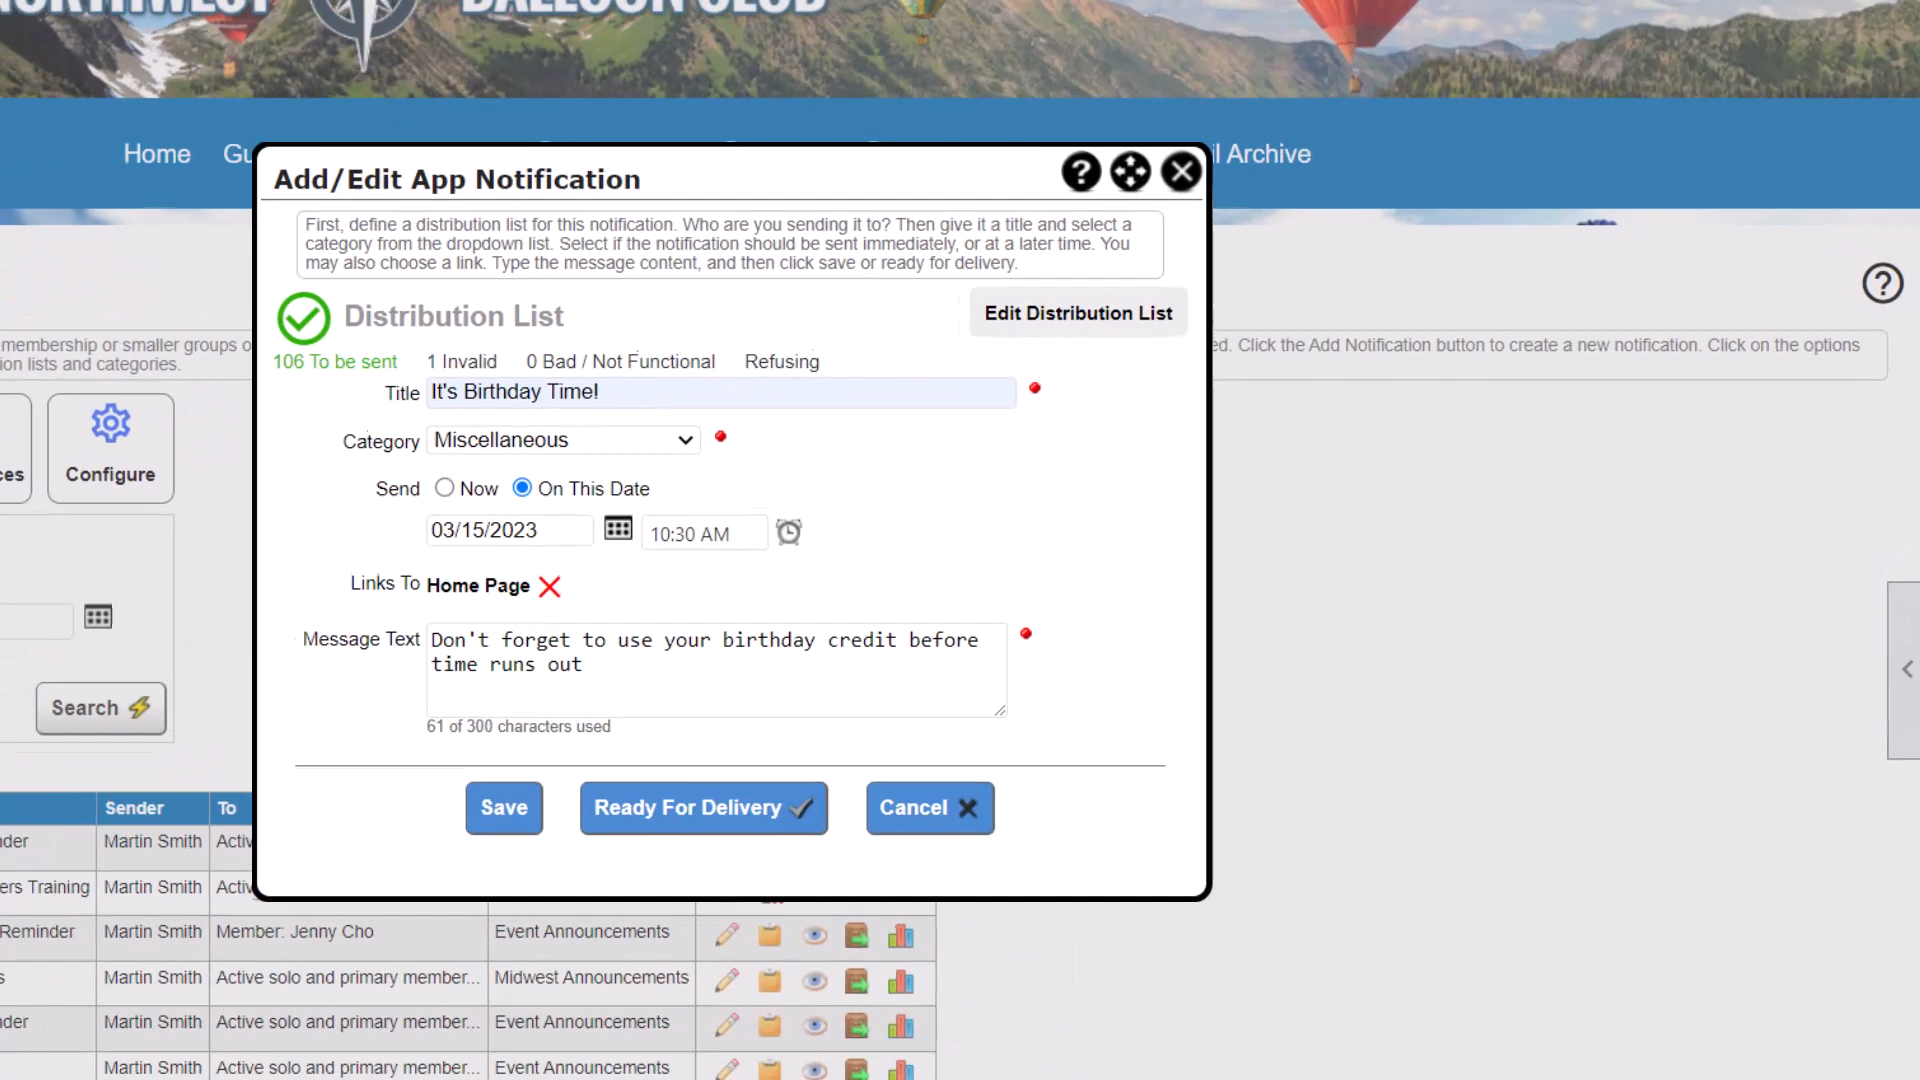 NORTHWEST BALLOON CLUB
Home Gu
il Archive
Add/Edit App Notification
First, define a distribution list for this notification. Who are you sending it to? Then give it a title and select a
category from the dropdown list. Select if the notification should be sent immediately, or at a later time. You
may also choose a link. Type the message content, and then click save or ready for delivery.
Distribution List
Edit Distribution List
106 To be sent 1 Invalid 0 Bad / Not Functional Refusing
membership or smaller groups o
ed. Click the Add Notification button to create a new notification. Click on the options
ion lists and categories.
Title It's Birthday Time!
Category Miscellaneous
ces
Configure
Send Now On This Date
03/15/2023 10:30 AM
Links To Home Page
Message Text Don't forget to use your birthday credit before
time runs out
61 of 300 characters used
Search
Save
Ready For Delivery
Cancel
Sender To
nder Martin Smith Activ
ers Training Martin Smith Activ
Reminder Martin Smith Member: Jenny Cho Event Announcements
s Martin Smith Active solo and primary member... Midwest Announcements
nder Martin Smith Active solo and primary member... Event Announcements
Martin Smith Active solo and primary member... Event Announcements